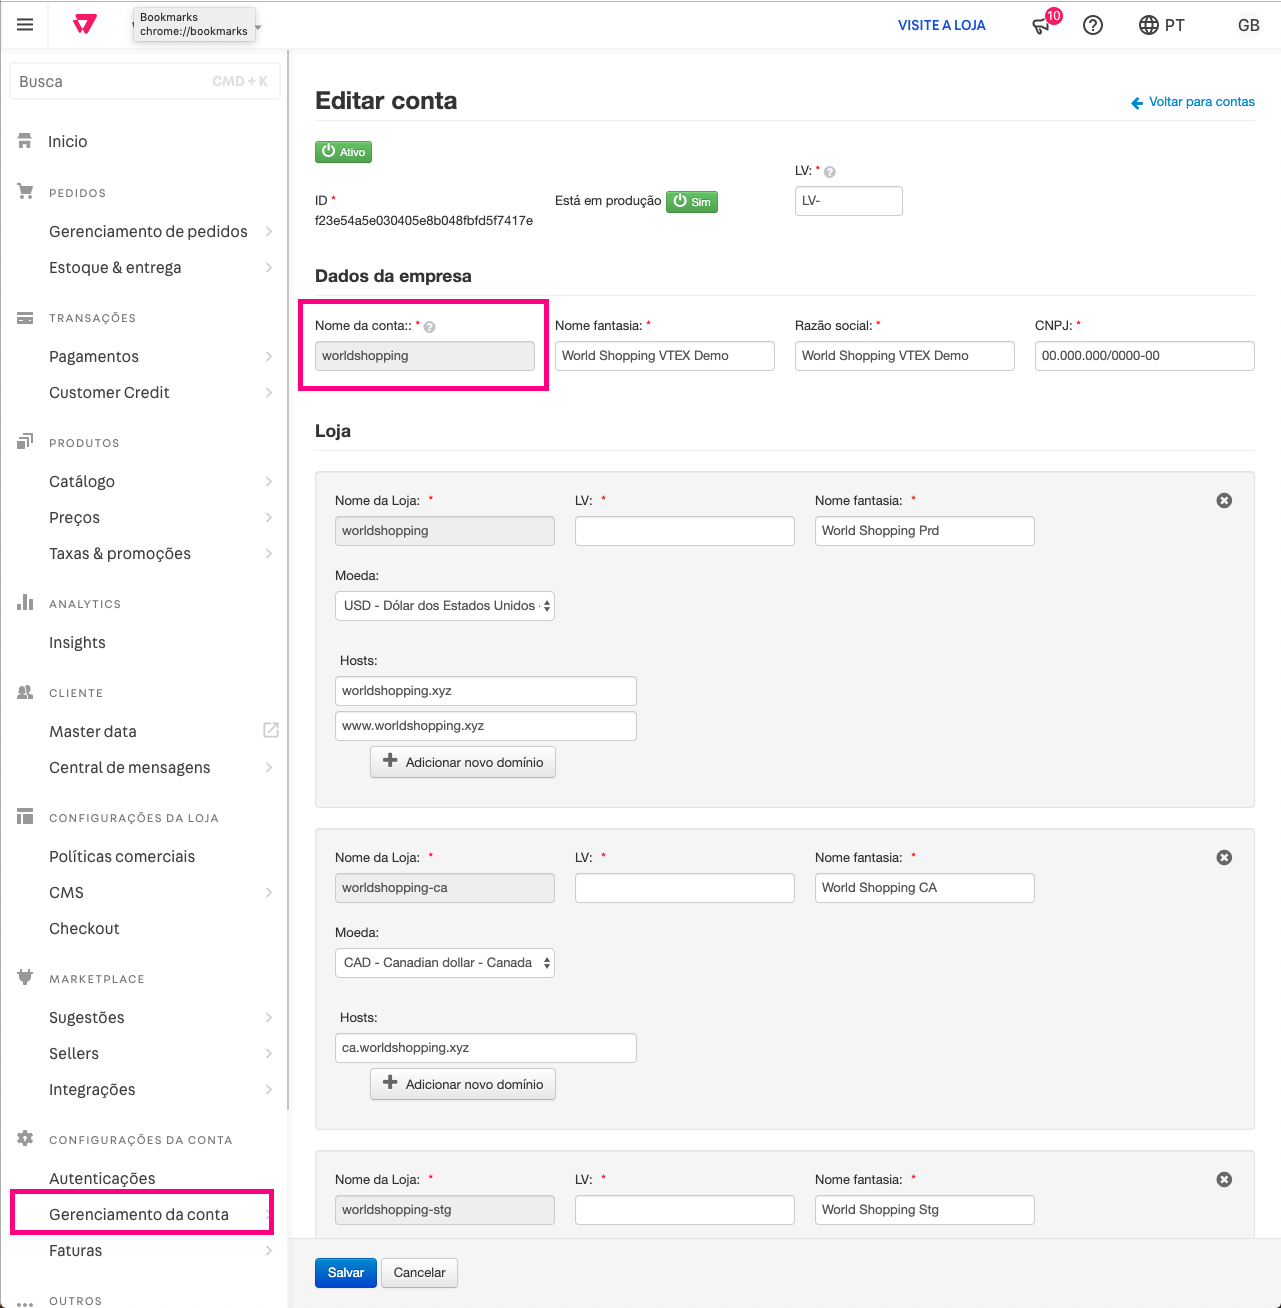 Bookmarks
chrome://bookmarks
VISITE A LOJA
10
PT
GB
Busca
CMD + K
Inicio
PEDIDOS
Gerenciamento de pedidos
Estoque & entrega
TRANSAÇÕES
Pagamentos
Customer Credit
PRODUTOS
Catálogo
Preços
Taxas & promoções
ANALYTICS
Insights
CLIENTE
Master data
Central de mensagens
CONFIGURAÇÕES DA LOJA
Políticas comerciais
CMS
Checkout
MARKETPLACE
Sugestões
Sellers
Integrações
CONFIGURAÇÕES DA CONTA
Autenticações
Gerenciamento da conta
Faturas
OUTROS
Editar conta
Voltar para contas
Ativo
ID *
f23e54a5e030405e8b048fbfd5f7417e
Está em produção Sim
LV: * ?
LV-
Dados da empresa
Nome da conta:: * ?
worldshopping
Nome fantasia: *
World Shopping VTEX Demo
Razão social: *
World Shopping VTEX Demo
CNPJ: *
00.000.000/0000-00
Loja
Nome da Loja: *
worldshopping
LV: *
Nome fantasia: *
World Shopping Prd
Moeda:
USD - Dólar dos Estados Unidos -
Hosts:
worldshopping.xyz
www.worldshopping.xyz
Adicionar novo domínio
Nome da Loja: *
worldshopping-ca
LV: *
Nome fantasia: *
World Shopping CA
Moeda:
CAD - Canadian dollar - Canada
Hosts:
ca.worldshopping.xyz
Adicionar novo domínio
Nome da Loja: *
worldshopping-stg
LV: *
Nome fantasia: *
World Shopping Stg
Salvar
Cancelar